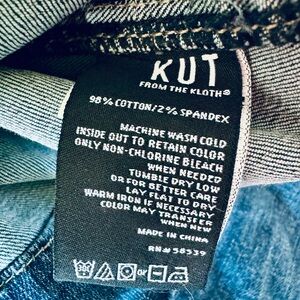 KUT
FROM THE KLOTH®
98% COTTON/2% SPANDEX
MACHINE WASH COLD
INSIDE OUT TO RETAIN COLOR
ONLY NON-CHLORINE BLEACH
WHEN NEEDED
TUMBLE DRY LOW
OR FOR BETTER CARE
LAY FLAT TO DRY
WARM IRON IF NECESSARY
COLOR MAY TRANSFER
WHEN NEW
MADE IN CHINA
RN# 58539
OR